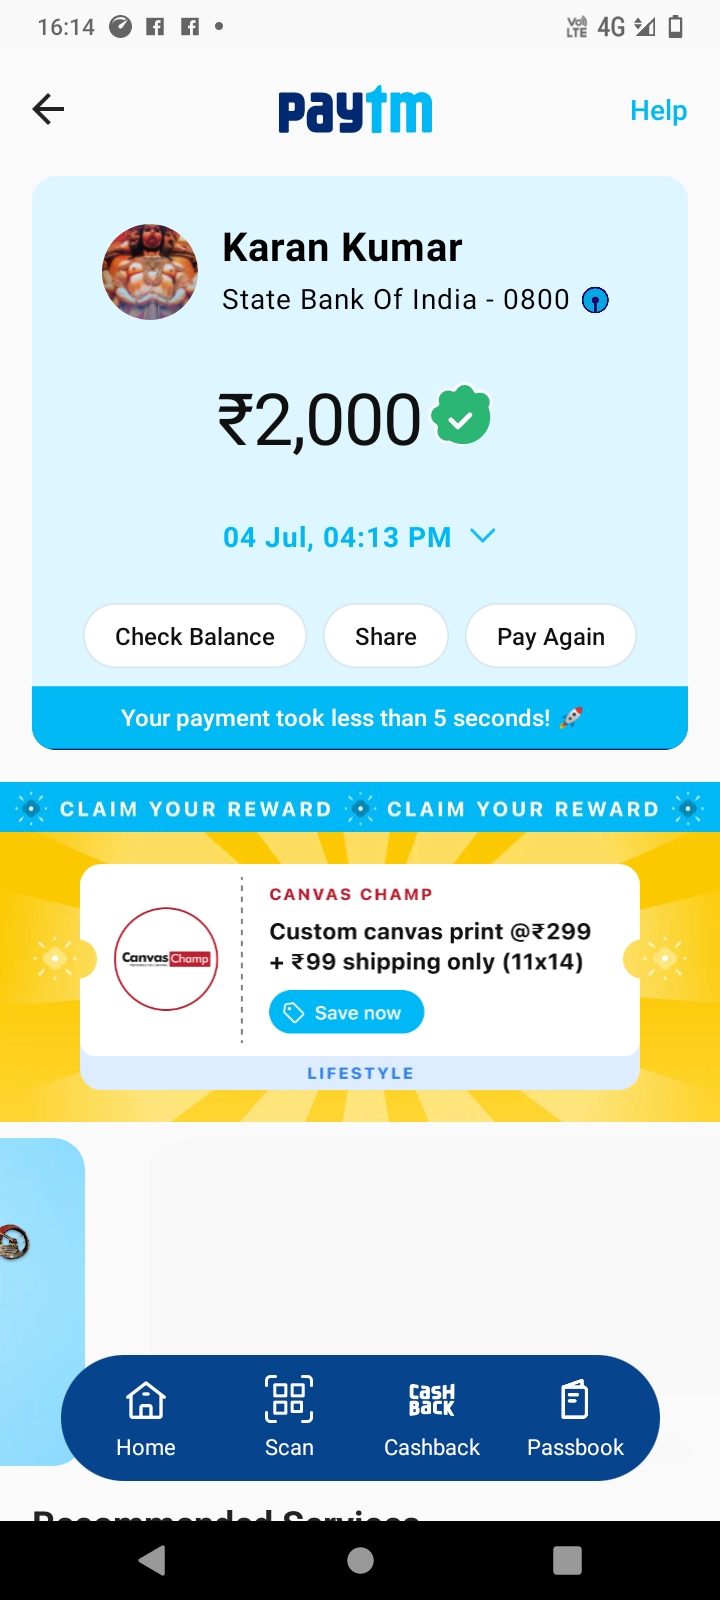 16:14
Vo) LTE 4G
paytm
Help
Karan Kumar
State Bank Of India - 0800
₹2,000
04 Jul, 04:13 PM
Check Balance
Share
Pay Again
Your payment took less than 5 seconds! 🚀
CLAIM YOUR REWARD CLAIM YOUR REWARD
CANVAS CHAMP
CanvasChamp
Custom canvas print @₹299
+ ₹99 shipping only (11x14)
Save now
LIFESTYLE
CASH BACK
Home
Scan
Cashback
Passbook
Recommended Services